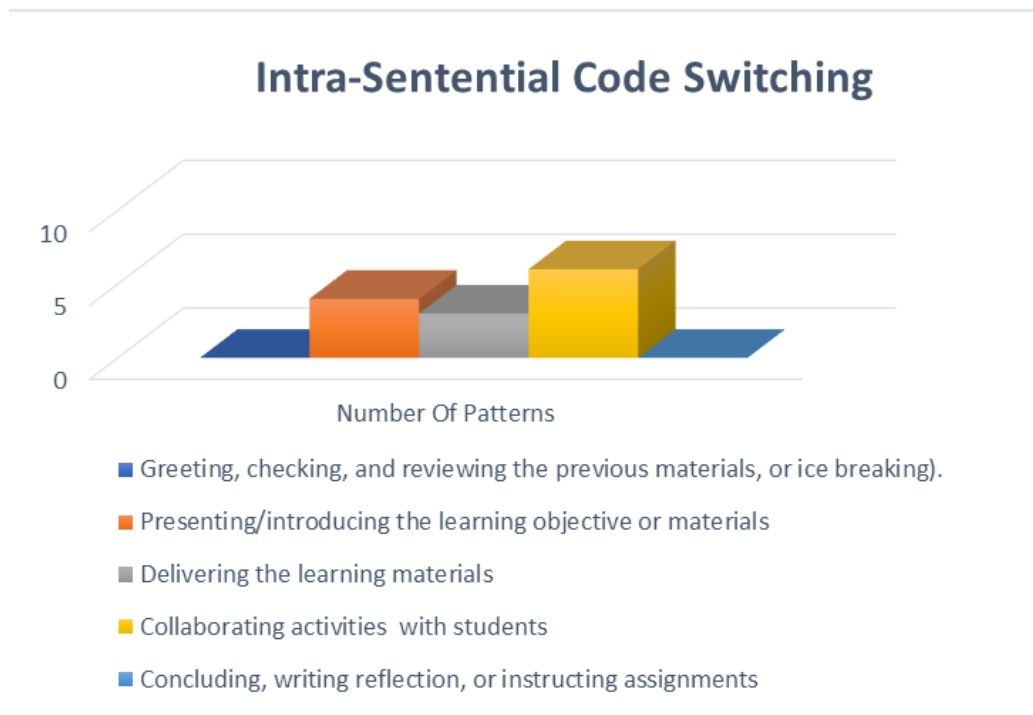 Intra-Sentential Code Switching
10
5
0
Number Of Patterns
Greeting, checking, and reviewing the previous materials, or ice breaking).
Presenting/introducing the learning objective or materials
Delivering the learning materials
Collaborating activities  with students
Concluding, writing reflection, or instructing assignments